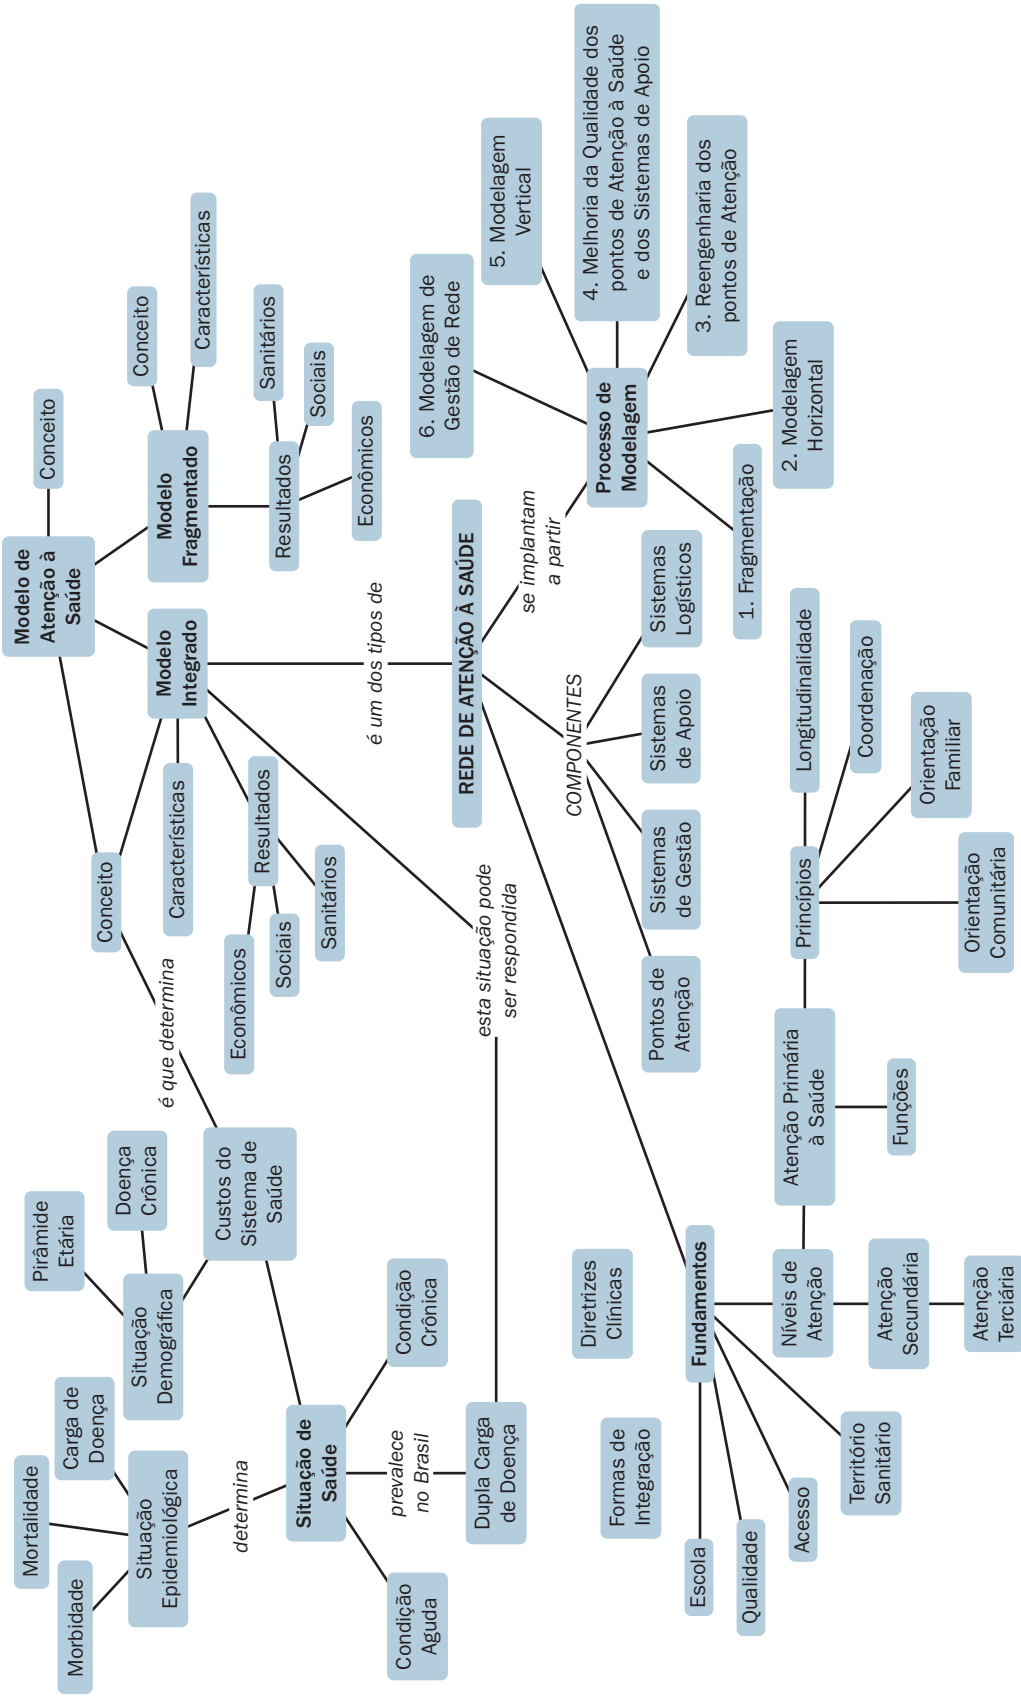 Mortalidade
Morbidade
Carga de
Doença
Situação
Epidemiológica
Pirâmide
Etária
Doença
Crônica
Situação
Demográfica
determina
Custos do
Sistema de
Saúde
é que determina
Situação de
Saúde
Condição
Aguda
prevalece
no Brasil
Condição
Crônica
Dupla Carga
de Doença
esta situação pode
ser respondida
Modelo de
Atenção à
Saúde
Conceito
Conceito
Modelo
Integrado
Características
Resultados
Econômicos
Sociais
Sanitários
Modelo
Fragmentado
Conceito
Características
Resultados
Sanitários
Sociais
Econômicos
é um dos tipos de
REDE DE ATENÇÃO À SAÚDE
se implantam
a partir
Processo de
Modelagem
6. Modelagem de
Gestão de Rede
5. Modelagem
Vertical
4. Melhoria da Qualidade dos
pontos de Atenção à Saúde
e dos Sistemas de Apoio
3. Reengenharia dos
pontos de Atenção
2. Modelagem
Horizontal
1. Fragmentação
COMPONENTES
Pontos de
Atenção
Sistemas
de Gestão
Sistemas
de Apoio
Sistemas
Logísticos
Fundamentos
Diretrizes
Clínicas
Formas de
Integração
Escola
Qualidade
Acesso
Território
Sanitário
Níveis de
Atenção
Atenção
Secundária
Atenção
Terciária
Atenção Primária
à Saúde
Funções
Princípios
Longitudinalidade
Coordenação
Orientação
Familiar
Orientação
Comunitária